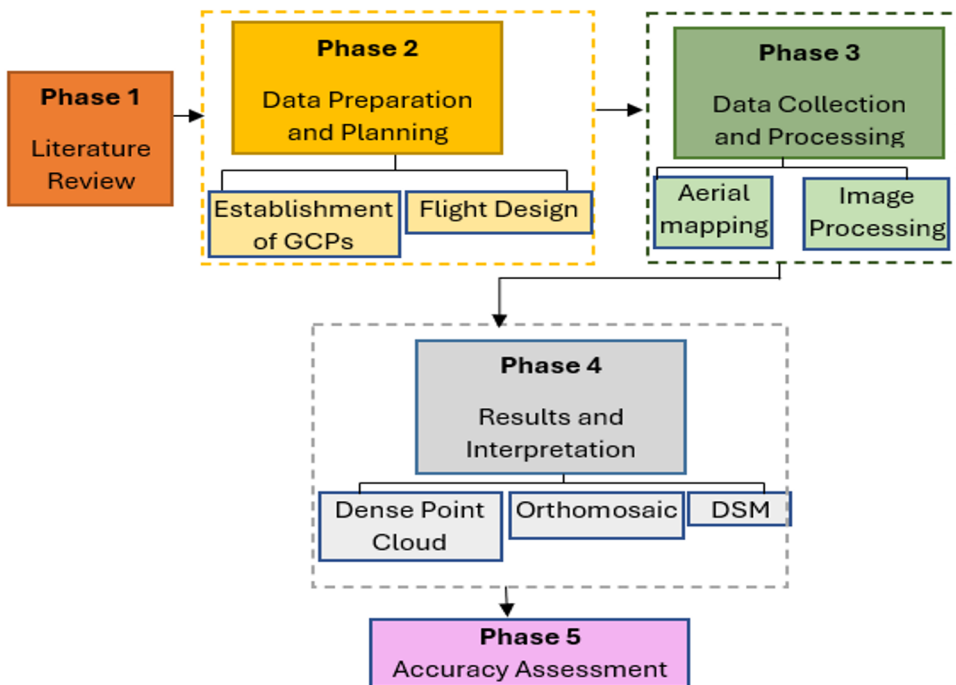 Phase 1
Literature
Review
Phase 2
Data Preparation
and Planning
Establishment
of GCPs
Flight Design
Phase 3
Data Collection
and Processing
Aerial
mapping
Image
Processing
Phase 4
Results and
Interpretation
Dense Point
Cloud
Orthomosaic
DSM
Phase 5
Accuracy Assessment